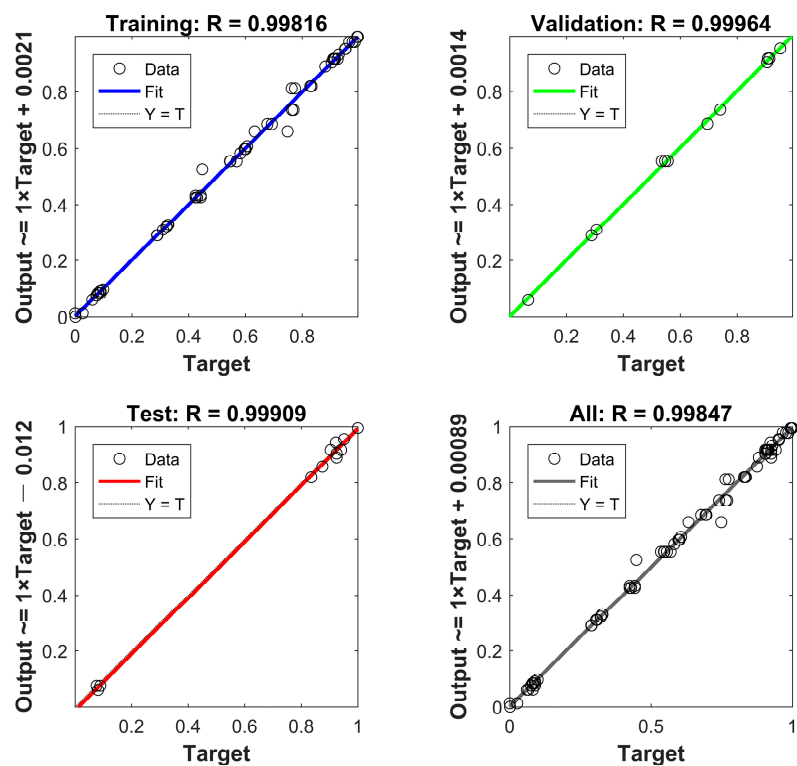 Training: R = 0.99816
Output ~= 1×Target + 0.0021
Data
Fit
Y = T
0
0.2
0.4
0.6
0.8
0
0.2
0.4
0.6
0.8
Target
Validation: R = 0.99964
Output ~= 1×Target + 0.0014
Data
Fit
Y = T
0.2
0.4
0.6
0.8
0.2
0.4
0.6
0.8
Target
Test: R = 0.99909
Output ~= 1×Target — 0.012
Data
Fit
Y = T
0.2
0.4
0.6
0.8
1
0.2
0.4
0.6
0.8
1
Target
All: R = 0.99847
Output ~= 1×Target + 0.00089
Data
Fit
Y = T
0
0.2
0.4
0.6
0.8
1
0
0.5
1
Target